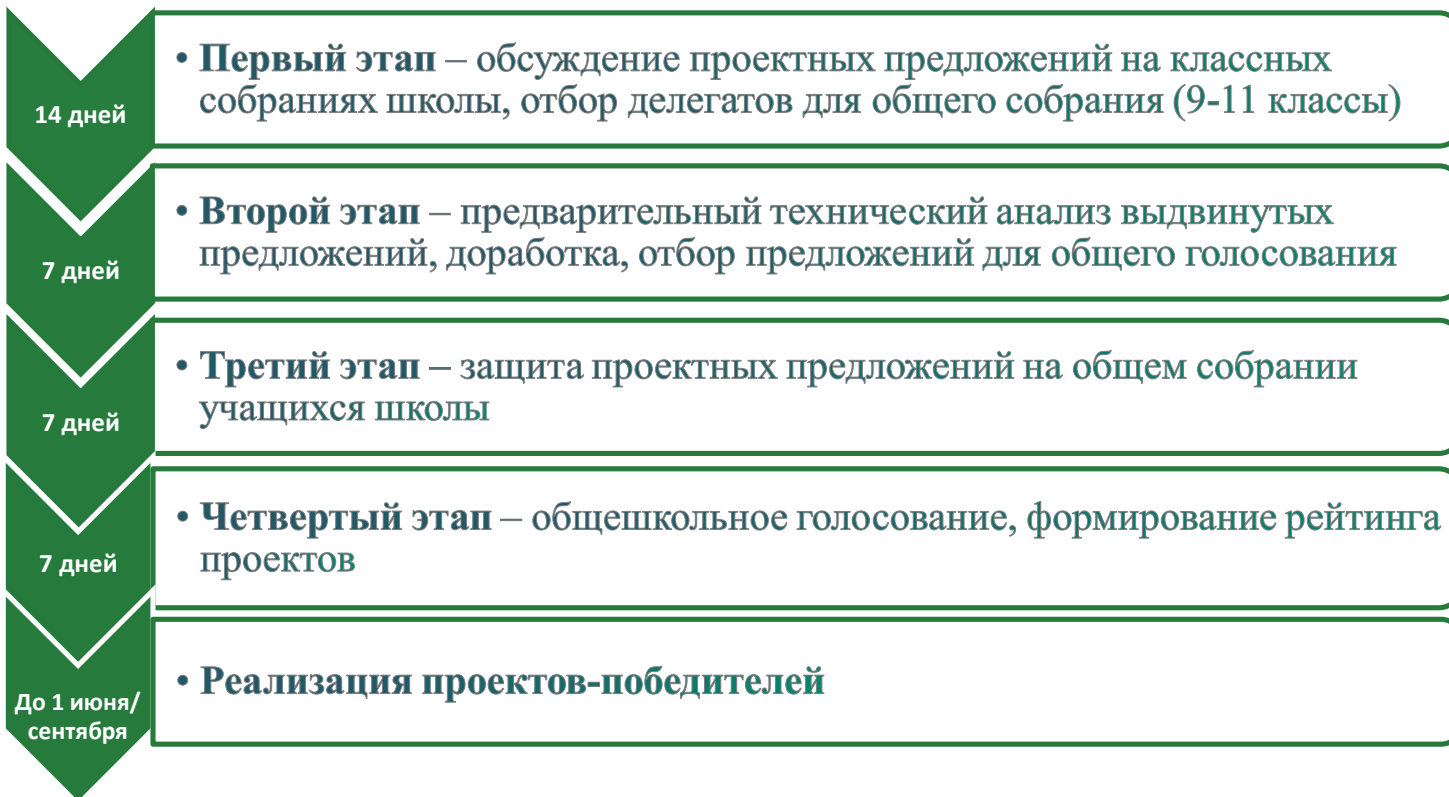 14 дней
• Первый этап – обсуждение проектных предложений на классных
собраниях школы, отбор делегатов для общего собрания (9-11 классы)
7 дней
• Второй этап – предварительный технический анализ выдвинутых
предложений, доработка, отбор предложений для общего голосования
7 дней
• Третий этап – защита проектных предложений на общем собрании
учащихся школы
7 дней
• Четвертый этап – общешкольное голосование, формирование рейтинга
проектов
До 1 июня/
сентября
• Реализация проектов-победителей